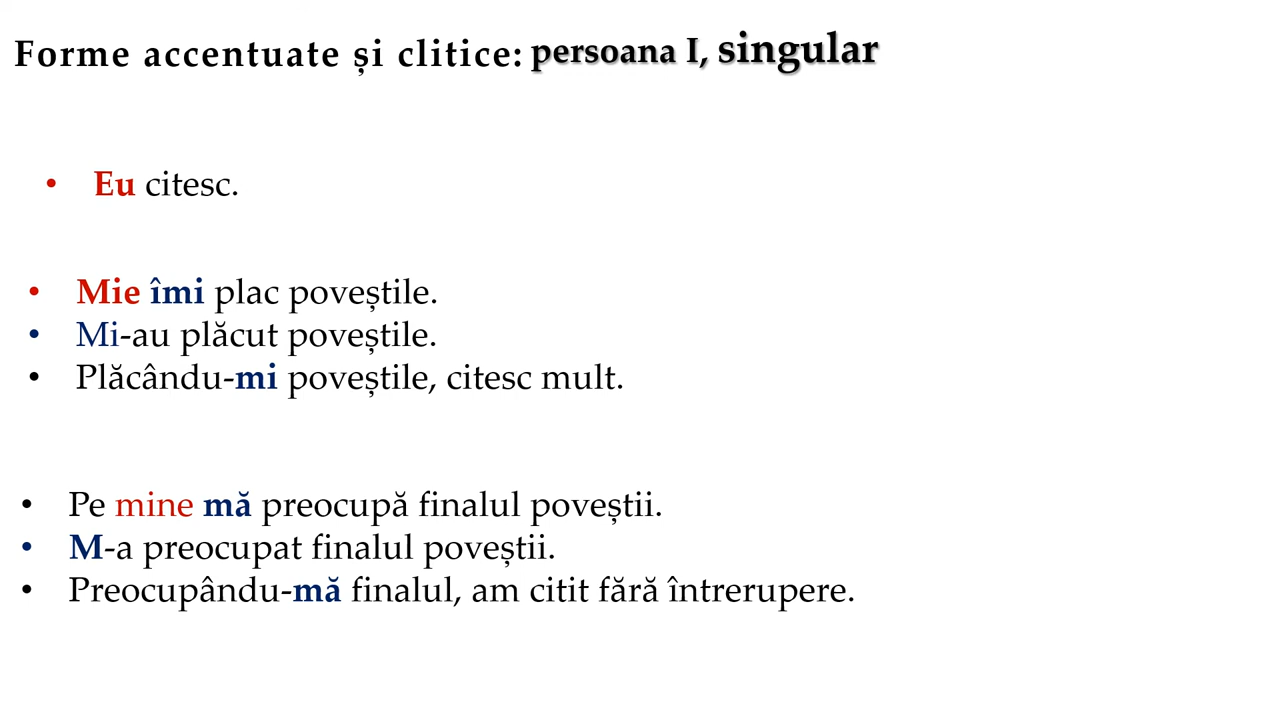 Forme accentuate și clitice: persoana I, singular
• Eu citesc.
• Mie îmi plac poveștile.
• Mi-au plăcut poveștile.
• Plăcându-mi poveștile, citesc mult.
• Pe mine mă preocupă finalul poveștii.
• M-a preocupat finalul poveștii.
• Preocupându-mă finalul, am citit fără întrerupere.